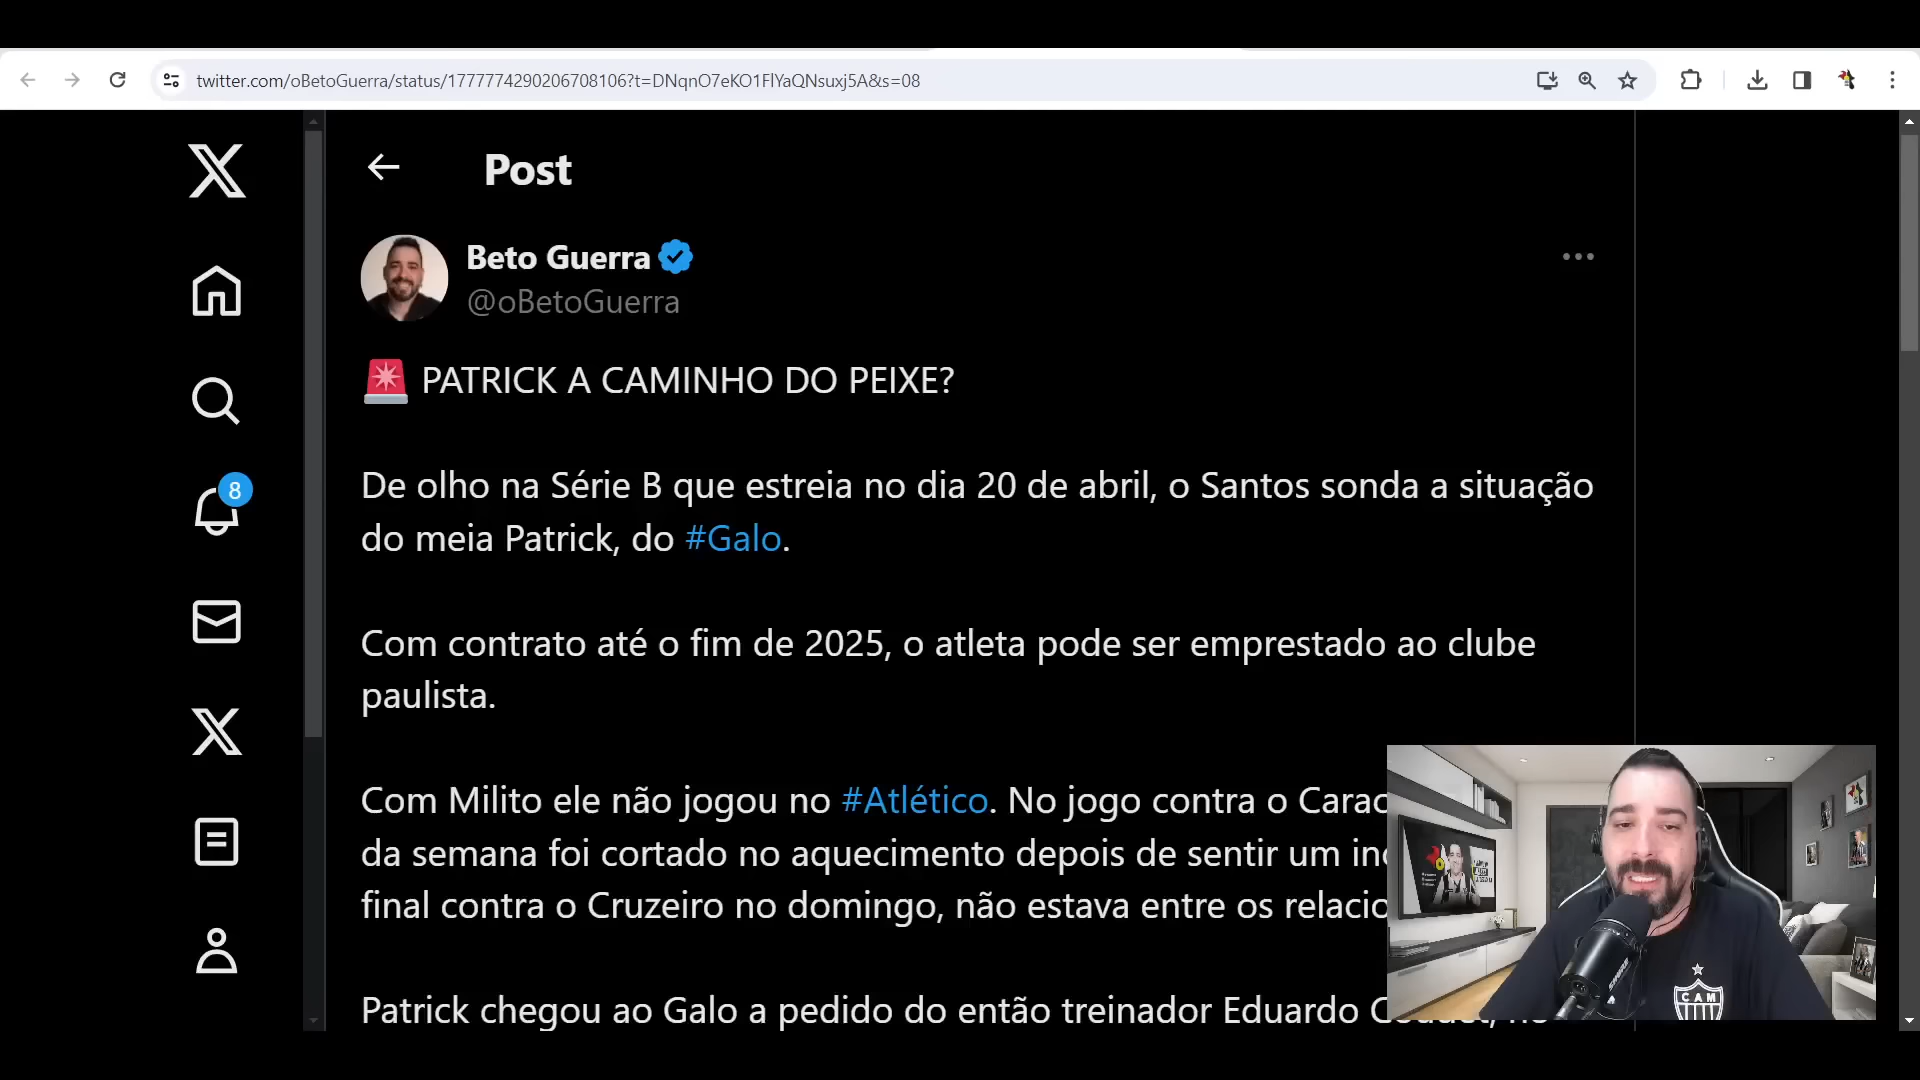 twitter.com/oBetoGuerra/status/1777774290206708106?t=DNqnO7eKO1FlYaQNsuxj5A&s=08
Post
Beto Guerra
@oBetoGuerra
🚨 PATRICK A CAMINHO DO PEIXE?
De olho na Série B que estreia no dia 20 de abril, o Santos sonda a situação
do meia Patrick, do #Galo.
Com contrato até o fim de 2025, o atleta pode ser emprestado ao clube
paulista.
Com Milito ele não jogou no #Atlético. No jogo contra o
da semana foi cortado no aquecimento depois de sentir um
final contra o Cruzeiro no domingo, não estava entre os
Patrick chegou ao Galo a pedido do então treinador Eduardo
8
CAM